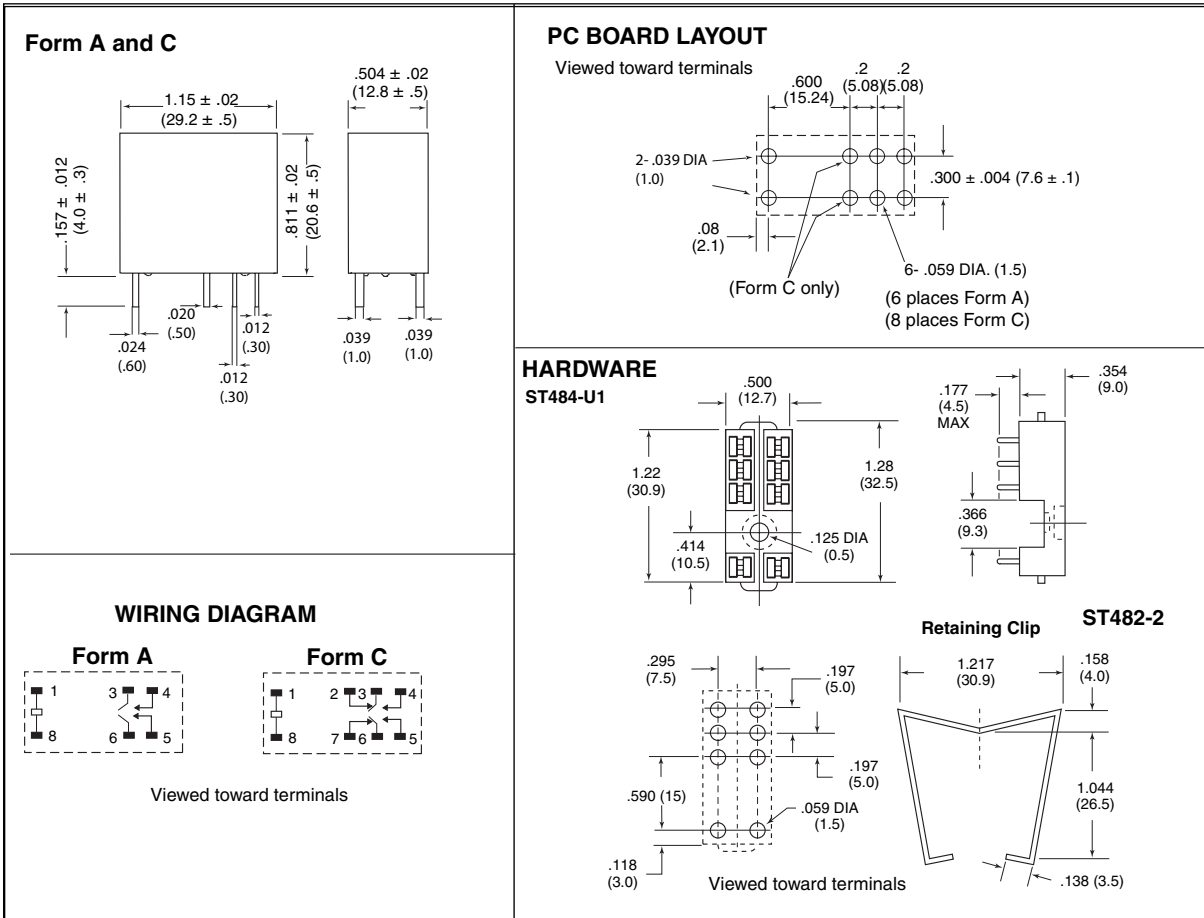 Form A and C
1.15 ± .02
(29.2 ± .5)
.504 ± .02
(12.8 ± .5)
.157 ± .012
(4.0 ± .3)
.811 ± .02
(20.6 ± .5)
.024
(.60)
.020
(.50)
.012
(.30)
.012
(.30)
.039
(1.0)
.039
(1.0)
WIRING DIAGRAM
Form A
1 3 4
8 6 5
Form C
1 2 3 4
8 7 6 5
Viewed toward terminals
PC BOARD LAYOUT
Viewed toward terminals
.600
(15.24)
.2
(5.08)
.2
(5.08)
2- .039 DIA
(1.0)
.300 ± .004 (7.6 ± .1)
.08
(2.1)
(Form C only)
6- .059 DIA. (1.5)
(6 places Form A)
(8 places Form C)
HARDWARE
ST484-U1
.500
(12.7)
1.22
(30.9)
1.28
(32.5)
.414
(10.5)
.125 DIA
(0.5)
.177
(4.5)
MAX
.354
(9.0)
.366
(9.3)
.295
(7.5)
.197
(5.0)
.197
(5.0)
.590 (15)
.059 DIA
(1.5)
.118
(3.0)
Viewed toward terminals
Retaining Clip
ST482-2
1.217
(30.9)
.158
(4.0)
1.044
(26.5)
.138 (3.5)